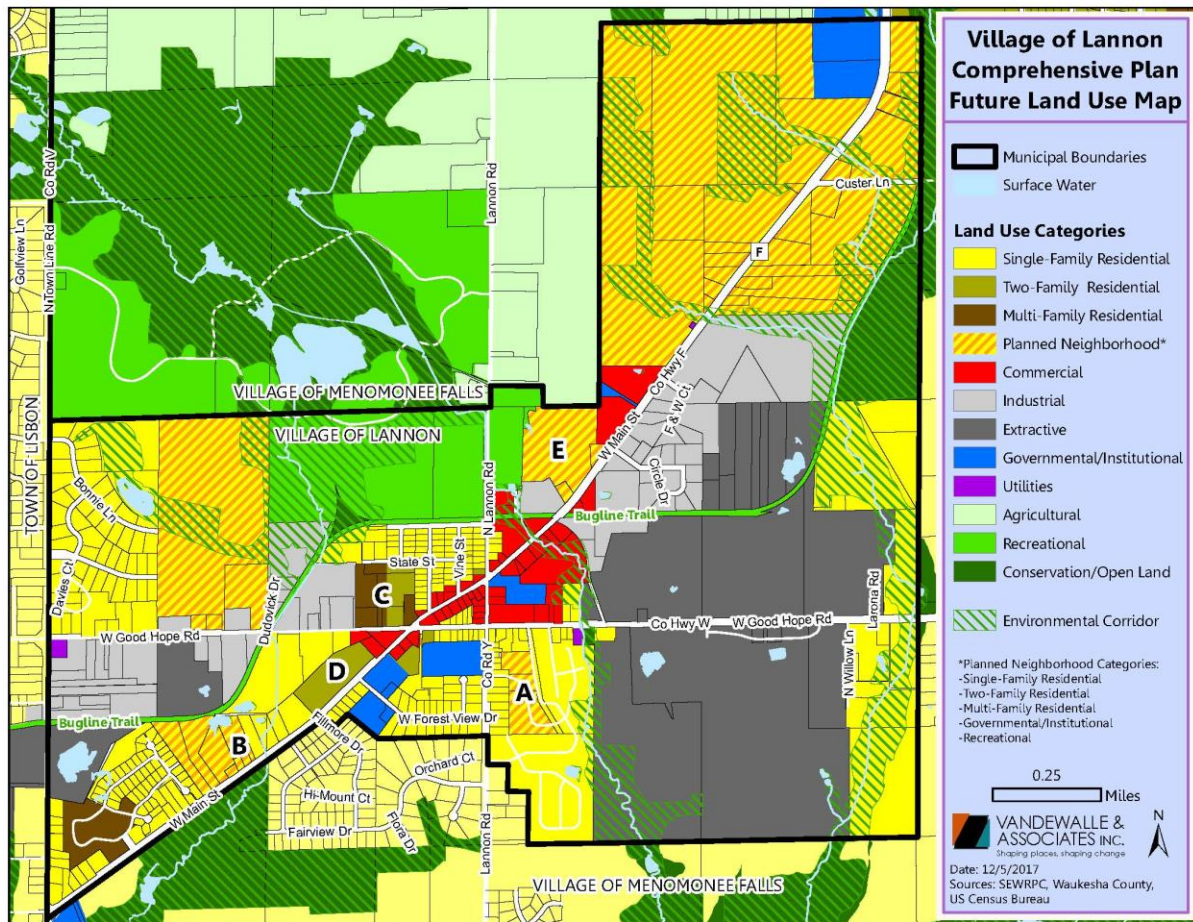 Village of Lannon
Comprehensive Plan
Future Land Use Map
Municipal Boundaries
Surface Water
Land Use Categories
Single-Family Residential
Two-Family Residential
Multi-Family Residential
Planned Neighborhood*
Commercial
Industrial
Extractive
Governmental/Institutional
Utilities
Agricultural
Recreational
Conservation/Open Land
Environmental Corridor
*Planned Neighborhood Categories:
-Single-Family Residential
-Two-Family Residential
-Multi-Family Residential
-Governmental/Institutional
-Recreational
0.25
Miles
VANDEWALLE &
ASSOCIATES INC.
Shaping places, shaping change
N
Date: 12/5/2017
Sources: SEWRPC, Waukesha County,
US Census Bureau
Co Rd V
N Town Line Rd
Golfview Ln
Lannon Rd
Custer Ln
F
VILLAGE OF MENOMONEE FALLS
VILLAGE OF LANNON
TOWN OF LISBON
Co Hwy F
W Main St
F & W Ct
Circle Dr
E
N Lannon Rd
Bugline Trail
Bonnie Ln
Davies Ct
Dudovick Dr
State St
Vine St
C
W Good Hope Rd
Co Hwy W
W Good Hope Rd
Larona Rd
N Willow Ln
Co Rd Y
D
A
W Forest View Dr
Bugline Trail
B
Fillmore Dr
Orchard Ct
Hi-Mount Ct
W Main St
Fairview Dr
Flora Dr
Lannon Rd
VILLAGE OF MENOMONEE FALLS